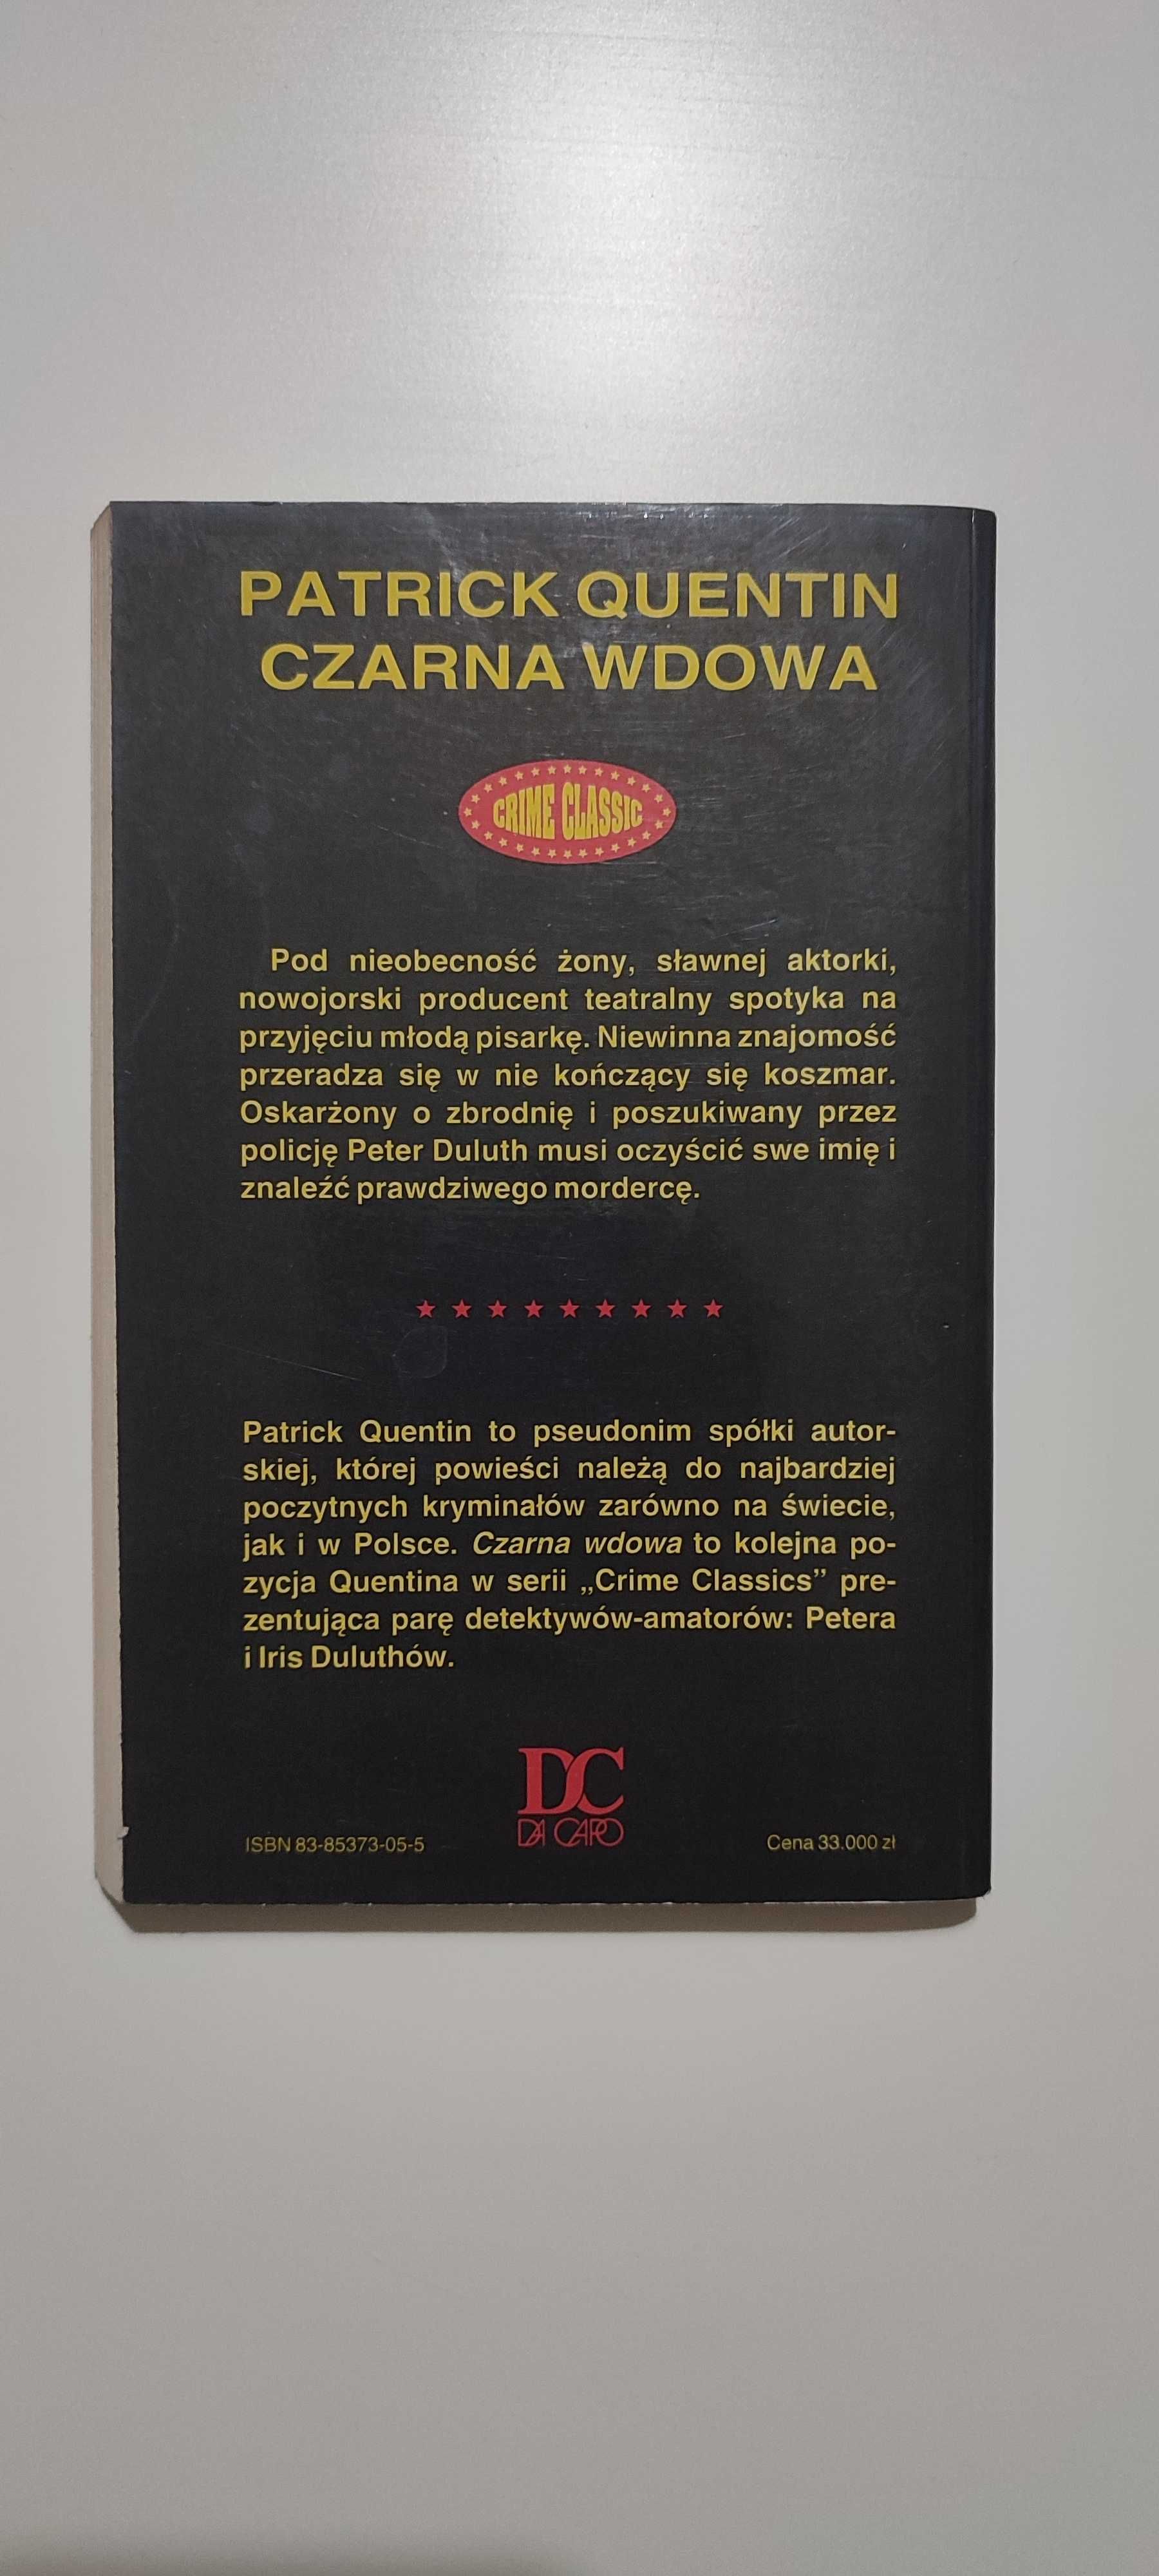 PATRICK QUENTIN
CZARNA WDOWA
CRIME CLASSIC
Pod nieobecność żony, sławnej aktorki,
nowojorski producent teatralny spotyka na
przyjęciu młodą pisarkę. Niewinna znajomość
przeradza się w nie kończący się koszmar.
Oskarżony o zbrodnię i poszukiwany przez
policję Peter Duluth musi oczyścić swe imię i
znaleźć prawdziwego mordercę.
Patrick Quentin to pseudonim spółki autor-
skiej, której powieści należą do najbardziej
poczytnych kryminałów zarówno na świecie,
jak i w Polsce. Czarna wdowa to kolejna po-
zycja Quentina w serii „Crime Classics” pre-
zentująca parę detektywów-amatorów: Petera
i Iris Duluthów.
DC
DA CAPO
ISBN 83-85373-05-5
Cena 33.000 zł